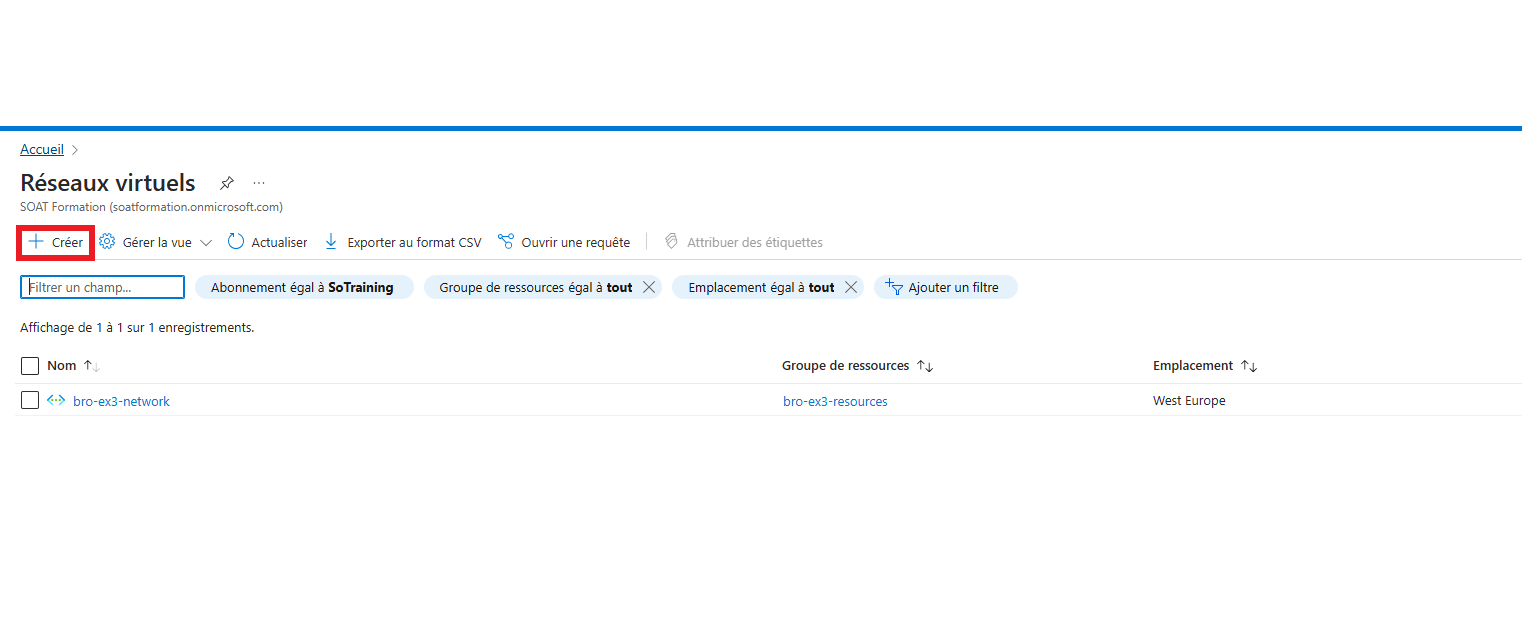 Accueil
Réseaux virtuels ...
SOAT Formation (soatformation.onmicrosoft.com)
Créer Gérer la vue Actualiser Exporter au format CSV Ouvrir une requête Attribuer des étiquettes
Filtrer un champ... Abonnement égal à SoTraining Groupe de ressources égal à tout Emplacement égal à tout Ajouter un filtre
Affichage de 1 à 1 sur 1 enregistrements.
Nom Groupe de ressources Emplacement
bro-ex3-network bro-ex3-resources West Europe